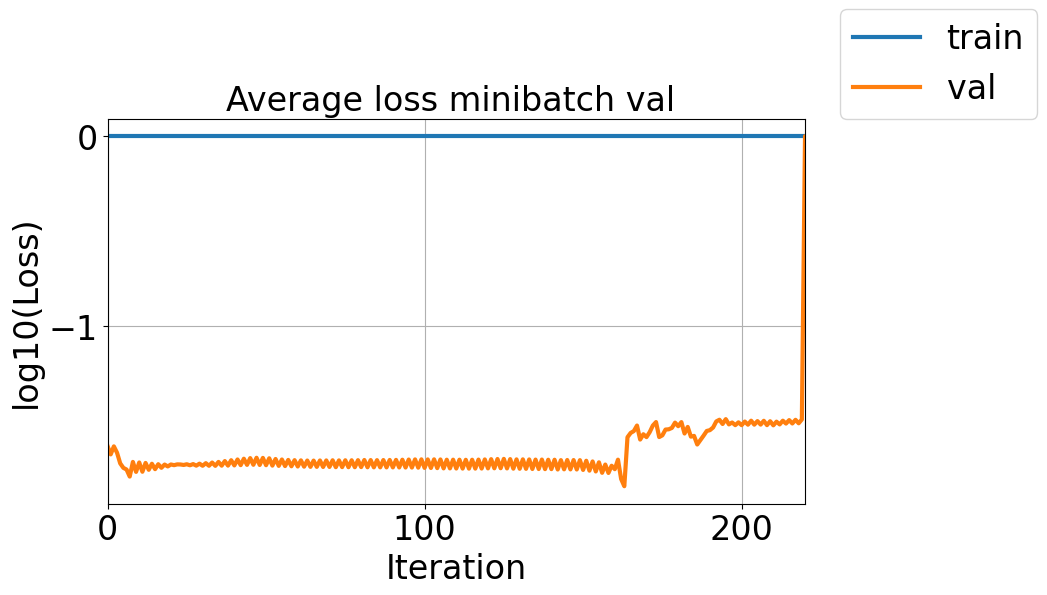 train
val
Average loss minibatch val
0
−1
log10(Loss)
0 100 200
Iteration